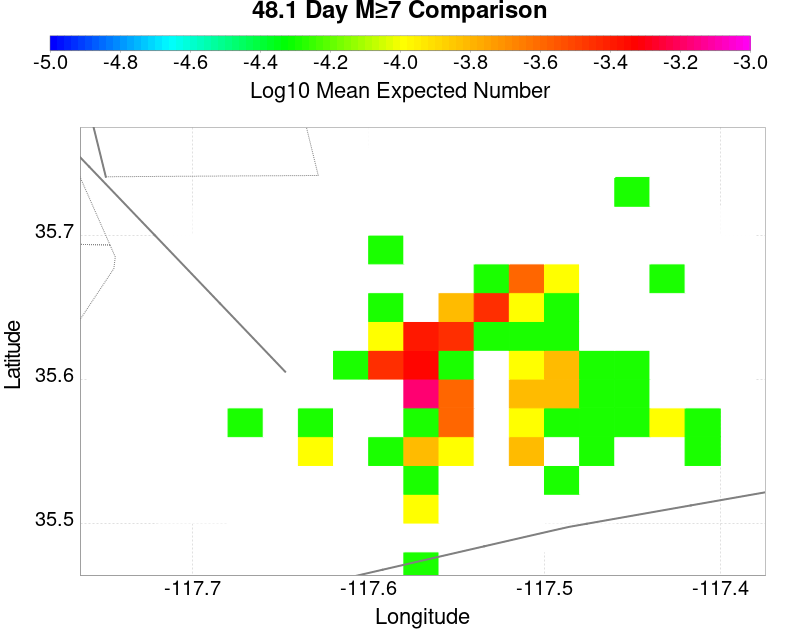 48.1 Day M≥7 Comparison
-5.0 -4.8 -4.6 -4.4 -4.2 -4.0 -3.8 -3.6 -3.4 -3.2 -3.0
Log10 Mean Expected Number
35.7
35.6
35.5
Latitude
-117.7 -117.6 -117.5 -117.4
Longitude